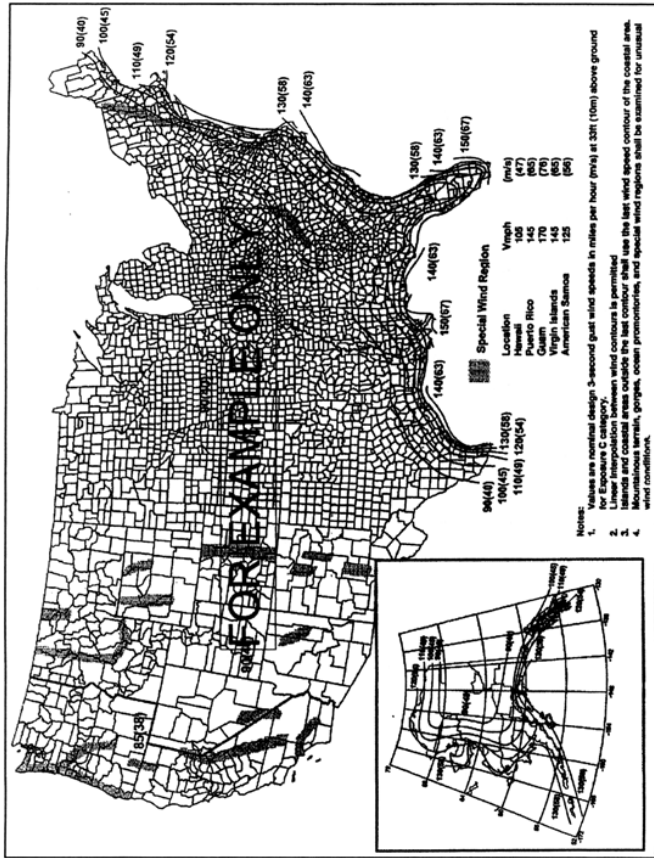 90(40)
100(45)
110(49)
120(54)
130(58)
140(63)
130(58)
140(63)
150(67)
140(63)
150(67)
140(63)
130(58)
120(54)
110(49)
100(45)
90(40)
85(38)
FOR EXAMPLE ONLY
Special Wind Region
Location Vmph (m/s)
Hawaii 105 (47)
Puerto Rico 145 (65)
Guam 170 (76)
Virgin Islands 145 (65)
American Samoa 125 (56)
Notes:
1. Values are nominal design 3-second gust wind speeds in miles per hour (m/s) at 33ft (10m) above ground
for Exposure C category.
2. Linear interpolation between wind contours is permitted
3. Islands and coastal areas outside the last contour shall use the last wind speed contour of the coastal area.
4. Mountainous terrain, gorges, ocean promontories, and special wind regions shall be examined for unusual
wind conditions.